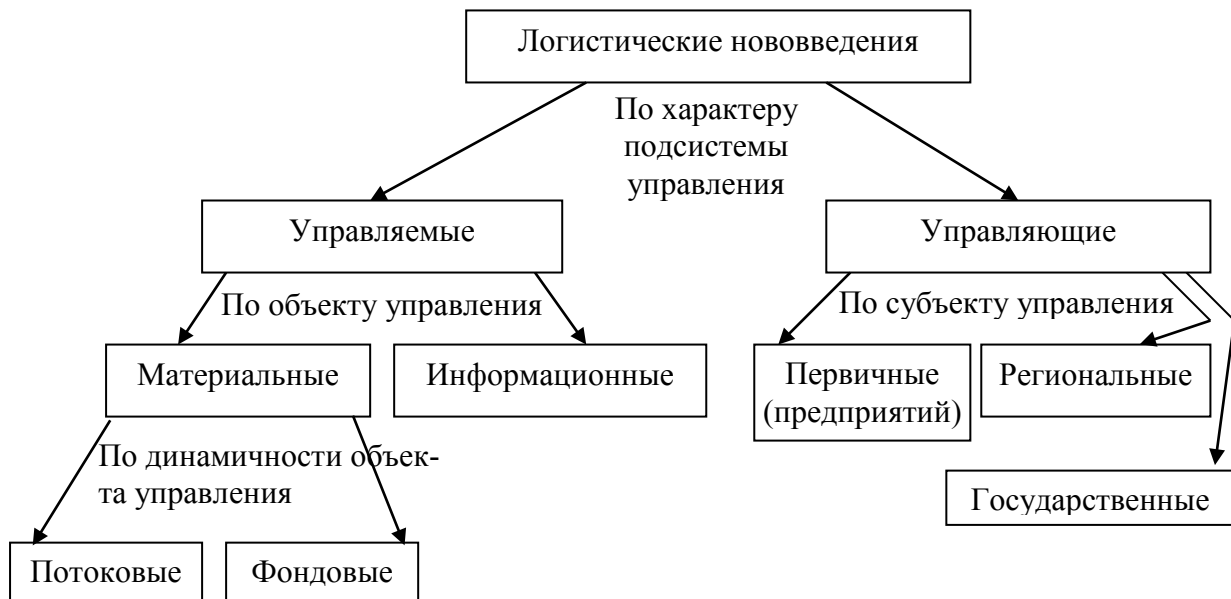 Логистические нововведения
По характеру
подсистемы
управления
Управляемые
Управляющие
По объекту управления
По субъекту управления
Материальные
Информационные
Первичные
(предприятий)
Региональные
По динамичности объек-
та управления
Государственные
Потоковые
Фондовые